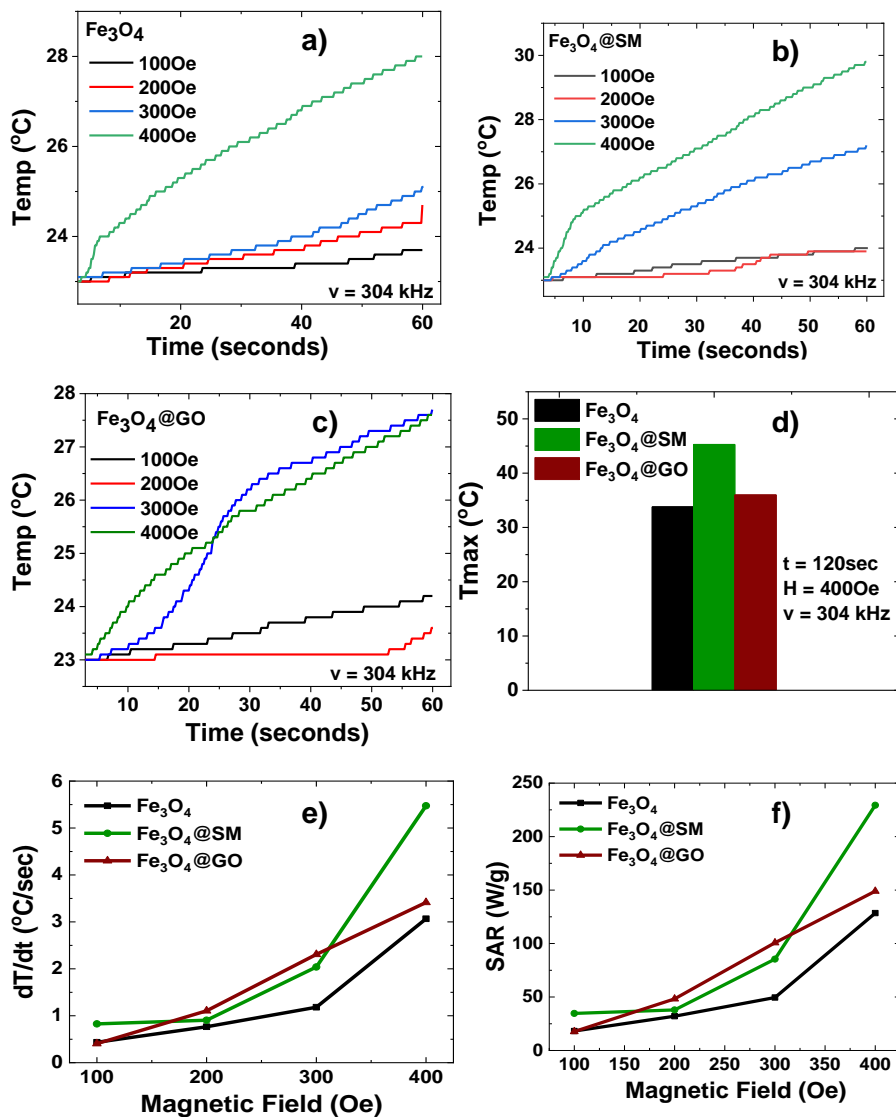 Fe₃O₄
a)
100Oe
200Oe
300Oe
400Oe
28
26
24
Temp (°C)
ν = 304 kHz
20
40
60
Time (seconds)
Fe₃O₄@SM
b)
100Oe
200Oe
300Oe
400Oe
30
28
26
24
Temp (°C)
ν = 304 kHz
10
20
30
40
50
60
Time (seconds)
Fe₃O₄@GO
c)
100Oe
200Oe
300Oe
400Oe
28
27
26
25
24
23
Temp (°C)
ν = 304 kHz
10
20
30
40
50
60
Time (seconds)
Fe₃O₄
Fe₃O₄@SM
Fe₃O₄@GO
d)
50
40
30
20
10
0
Tmax (°C)
t = 120sec
H = 400Oe
ν = 304 kHz
Fe₃O₄
Fe₃O₄@SM
Fe₃O₄@GO
e)
6
5
4
3
2
1
0
dT/dt (°C/sec)
100
200
300
400
Magnetic Field (Oe)
Fe₃O₄
Fe₃O₄@SM
Fe₃O₄@GO
f)
250
200
150
100
50
0
SAR (W/g)
100
150
200
250
300
350
400
Magnetic Field (Oe)